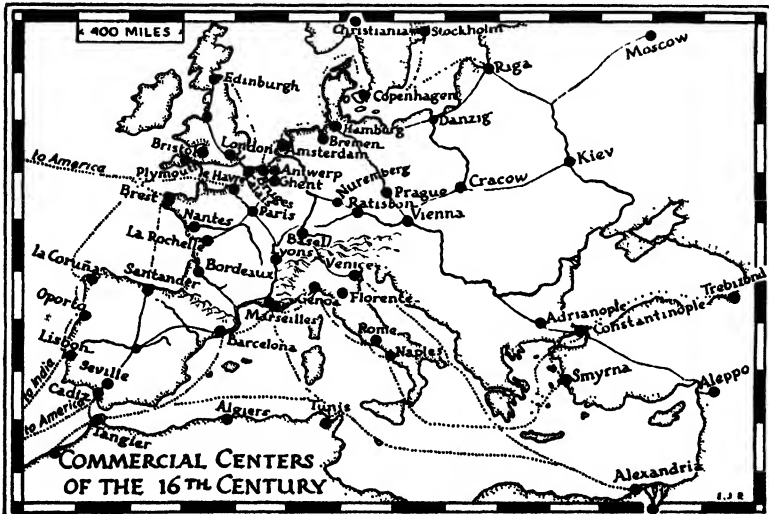 400 MILES
Christiania
Stockholm
Moscow
Riga
Edinburgh
Copenhagen
Danzig
Hamburg
Bremen
Bristol
London
Amsterdam
Kiev
to America
Plymouth
Antwerp
Ghent
Bruges
Calais
Le Havre
Nuremberg
Prague
Cracow
Brest
Paris
Ratisbon
Vienna
Nantes
La Rochelle
Basel
Lyons
Venice
La Coruña
Santander
Bordeaux
Genoa
Florence
Trebizond
Oporto
Marseilles
Adrianople
Constantinople
Lisbon
Barcelona
Rome
Naples
to India
Seville
Smyrna
Aleppo
Cadiz
to America
Algiers
Tunis
Tangier
COMMERCIAL CENTERS
OF THE 16TH CENTURY
Alexandria
E.J.R